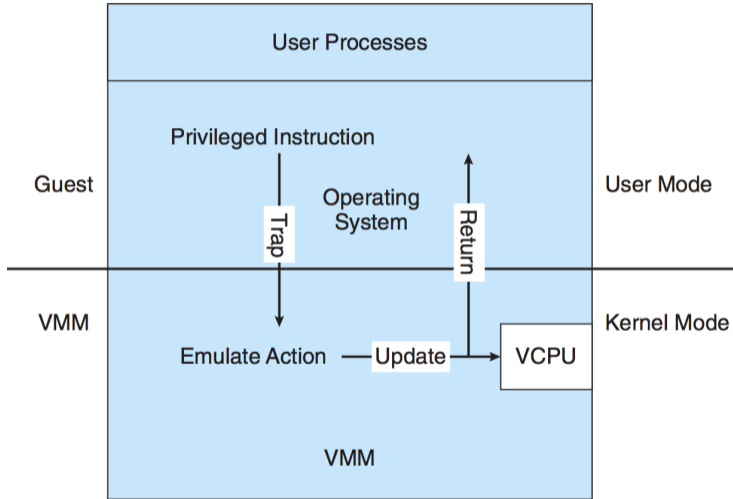 User Processes
Privileged Instruction
Guest
User Mode
Operating
System
Trap
Return
VMM
Kernel Mode
Emulate Action
Update
VCPU
VMM